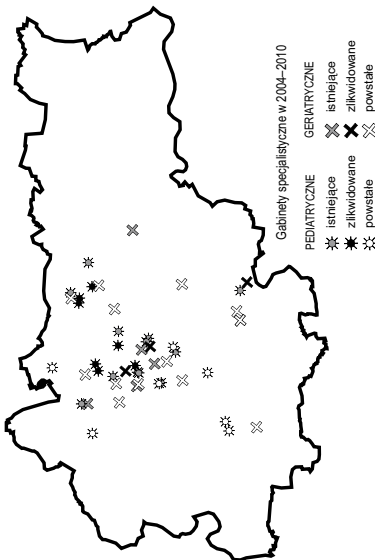 Gabinety specjalistyczne w 2004–2010
PEDIATRYCZNE
istniejące
zlikwidowane
powstałe
GERIATRYCZNE
istniejące
zlikwidowane
powstałe